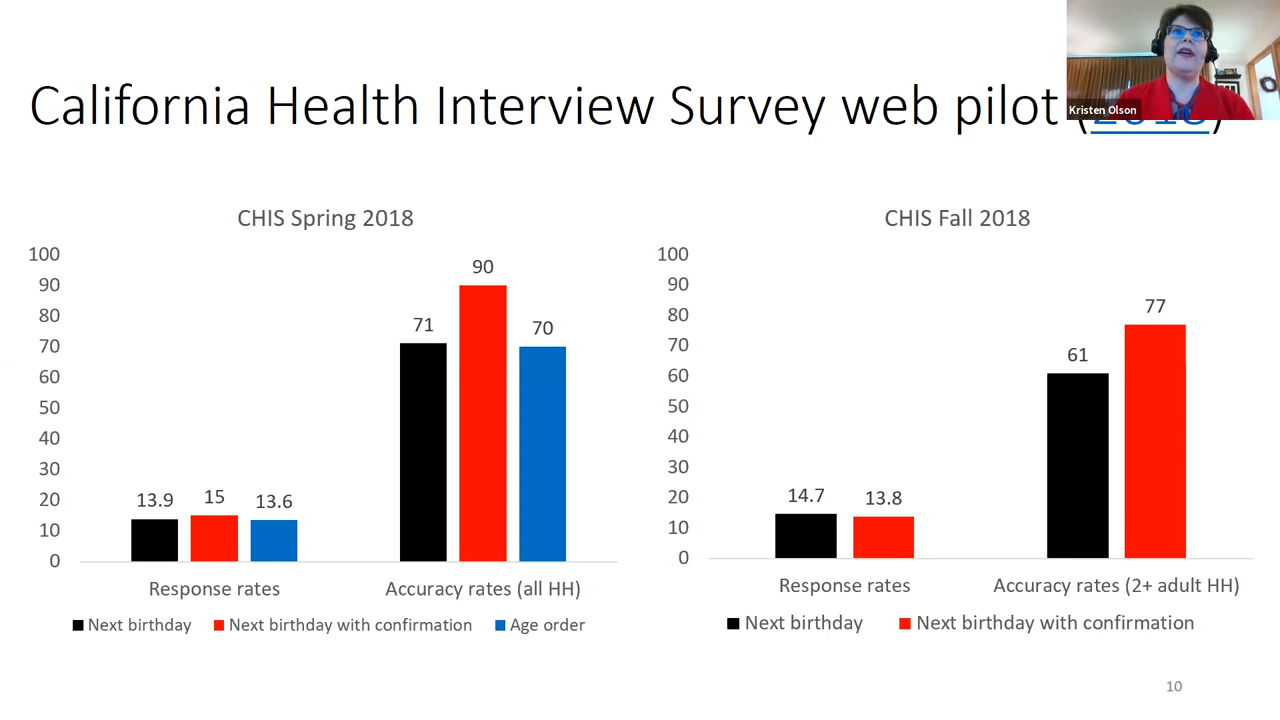 California Health Interview Survey web pilot (2018)
Kristen Olson
CHIS Spring 2018
100
90
80
70
60
50
40
30
20
10
0
13.9
15
13.6
71
90
70
Response rates
Accuracy rates (all HH)
Next birthday
Next birthday with confirmation
Age order
CHIS Fall 2018
100
90
80
70
60
50
40
30
20
10
0
14.7
13.8
61
77
Response rates
Accuracy rates (2+ adult HH)
Next birthday
Next birthday with confirmation
10